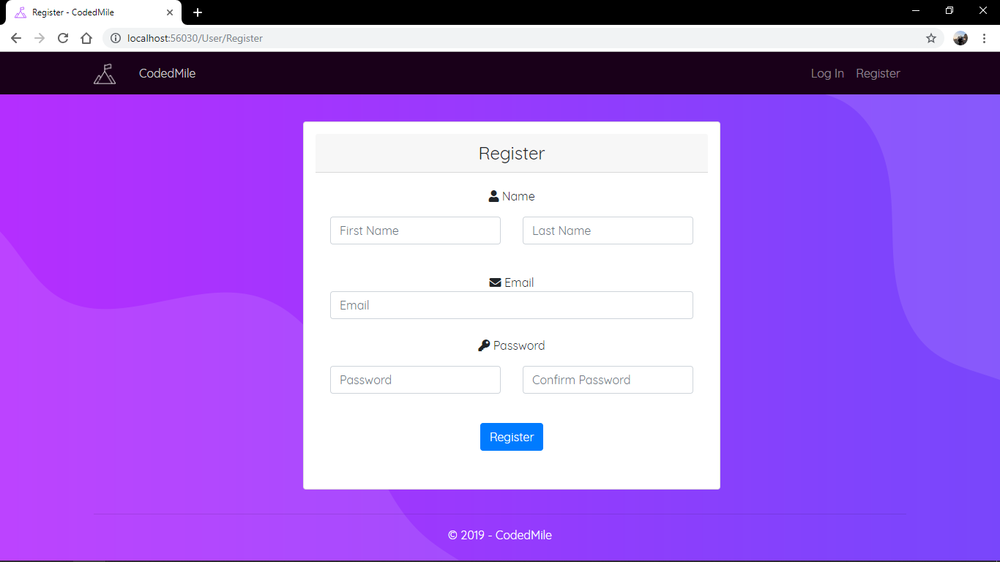 Register - CodedMile
localhost:56030/User/Register
CodedMile Log In Register
Register
Name
First Name Last Name
Email
Email
Password
Password Confirm Password
Register
© 2019 - CodedMile